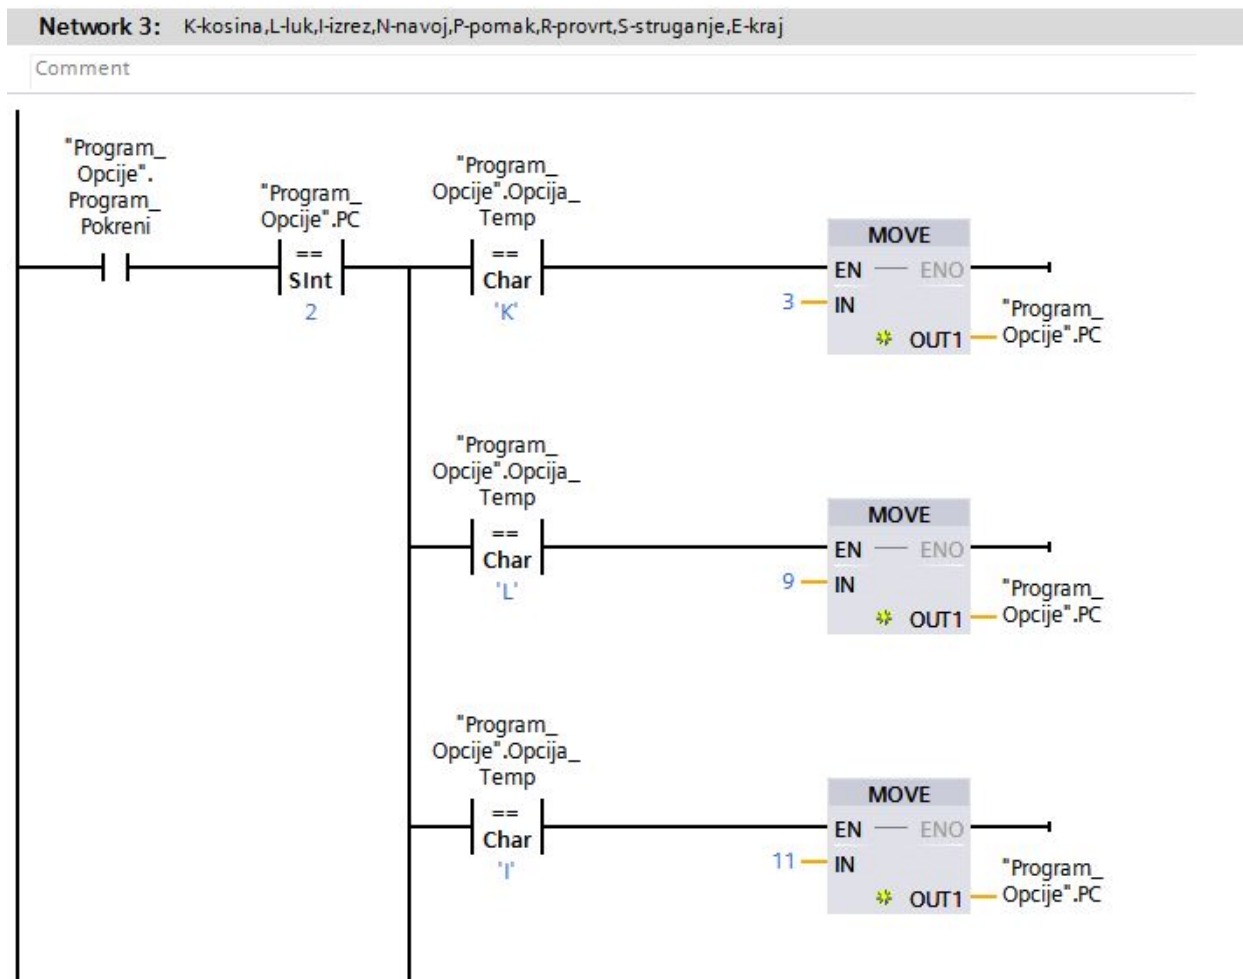 Network 3: K-kosina,L-luk,I-izrez,N-navoj,P-pomak,R-provrt,S-struganje,E-kraj
Comment
"Program_
Opcije".
Program_
Pokreni
"Program_
Opcije".PC
==
SInt
2
"Program_
Opcije".Opcija_
Temp
==
Char
'K'
MOVE
EN ENO
3 IN
OUT1
"Program_
Opcije".PC
"Program_
Opcije".Opcija_
Temp
==
Char
'L'
MOVE
EN ENO
9 IN
OUT1
"Program_
Opcije".PC
"Program_
Opcije".Opcija_
Temp
==
Char
'I'
MOVE
EN ENO
11 IN
OUT1
"Program_
Opcije".PC